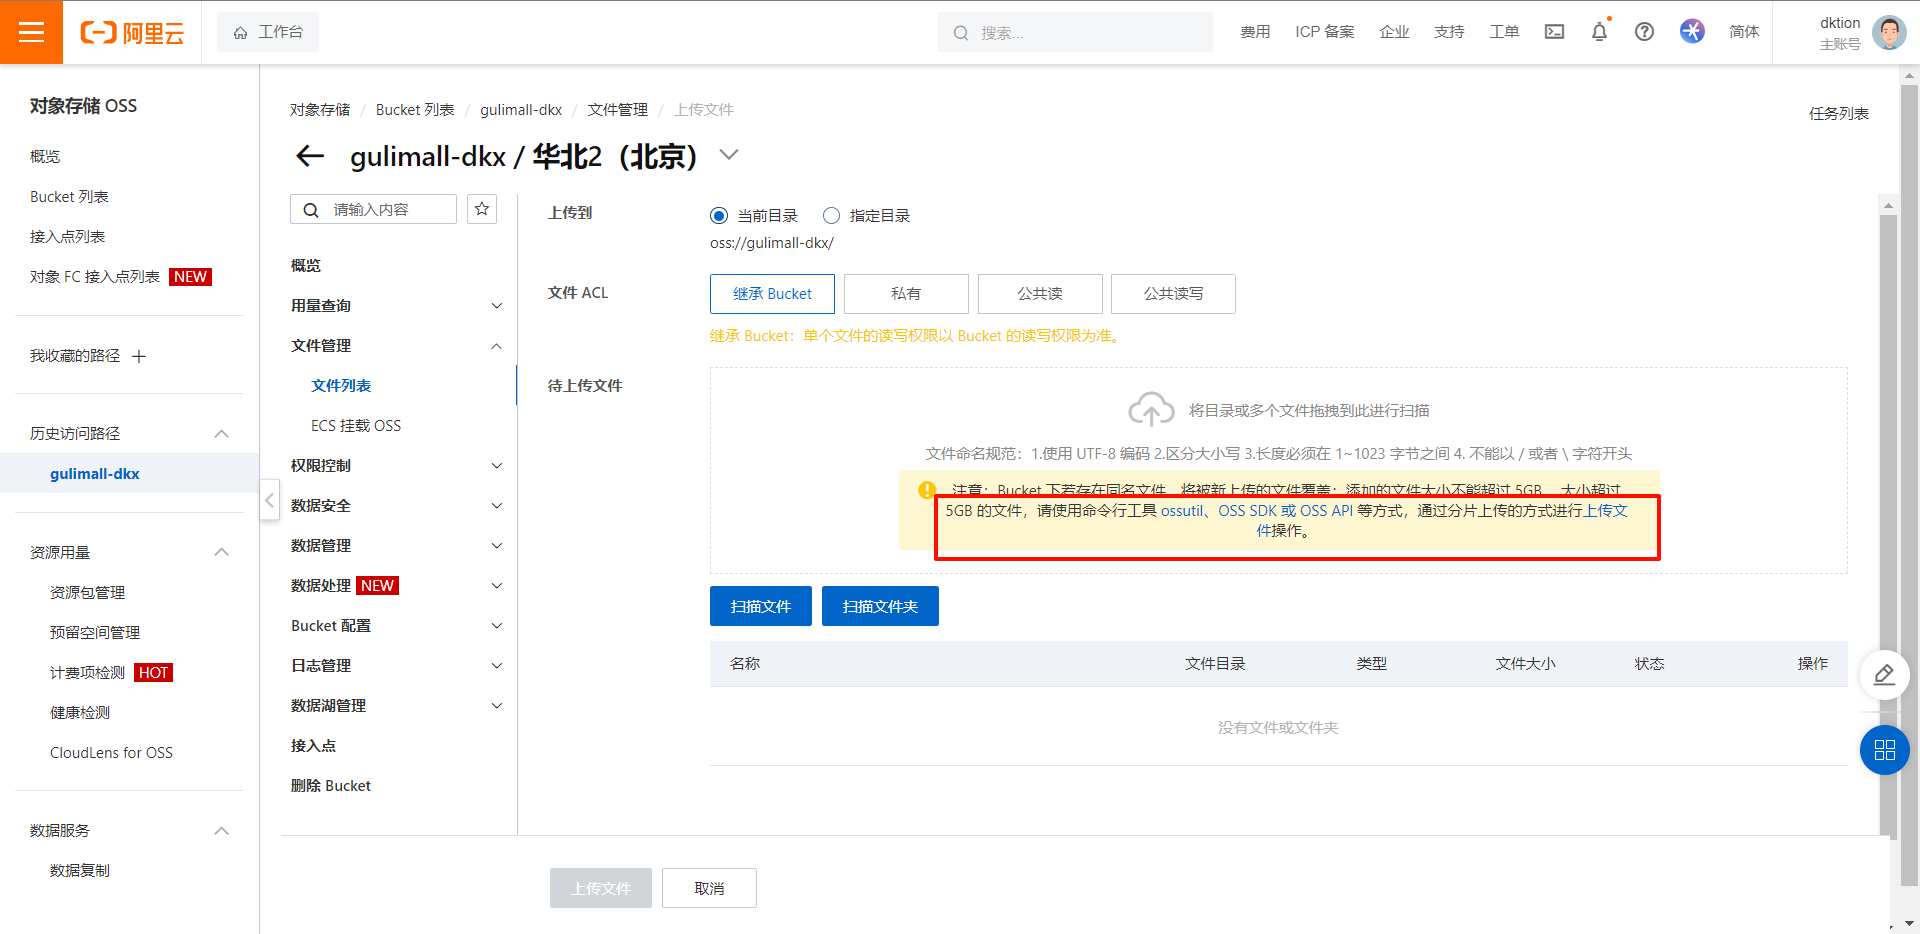 阿里云
工作台
搜索...
费用
ICP 备案
企业
支持
工单
简体
dktion
主账号
对象存储 OSS
概览
Bucket 列表
接入点列表
对象 FC 接入点列表 NEW
我收藏的路径
历史访问路径
gulimall-dkx
资源用量
资源包管理
预留空间管理
计费项检测 HOT
健康检测
CloudLens for OSS
数据服务
数据复制
对象存储 / Bucket 列表 / gulimall-dkx / 文件管理 / 上传文件
任务列表
gulimall-dkx / 华北2（北京）
请输入内容
概览
用量查询
文件管理
文件列表
ECS 挂载 OSS
权限控制
数据安全
数据管理
数据处理 NEW
Bucket 配置
日志管理
数据湖管理
接入点
删除 Bucket
上传到
当前目录
指定目录
oss://gulimall-dkx/
文件 ACL
继承 Bucket
私有
公共读
公共读写
继承 Bucket：单个文件的读写权限以 Bucket 的读写权限为准。
待上传文件
将目录或多个文件拖拽到此进行扫描
文件命名规范：1.使用 UTF-8 编码 2.区分大小写 3.长度必须在 1~1023 字节之间 4. 不能以 / 或者 \ 字符开头
注意：Bucket 下若存在同名文件，将被新上传的文件覆盖；添加的文件大小不能超过 5GB，大小超过
5GB 的文件，请使用命令行工具 ossutil、OSS SDK 或 OSS API 等方式，通过分片上传的方式进行上传文
件操作。
扫描文件
扫描文件夹
名称
文件目录
类型
文件大小
状态
操作
没有文件或文件夹
上传文件
取消